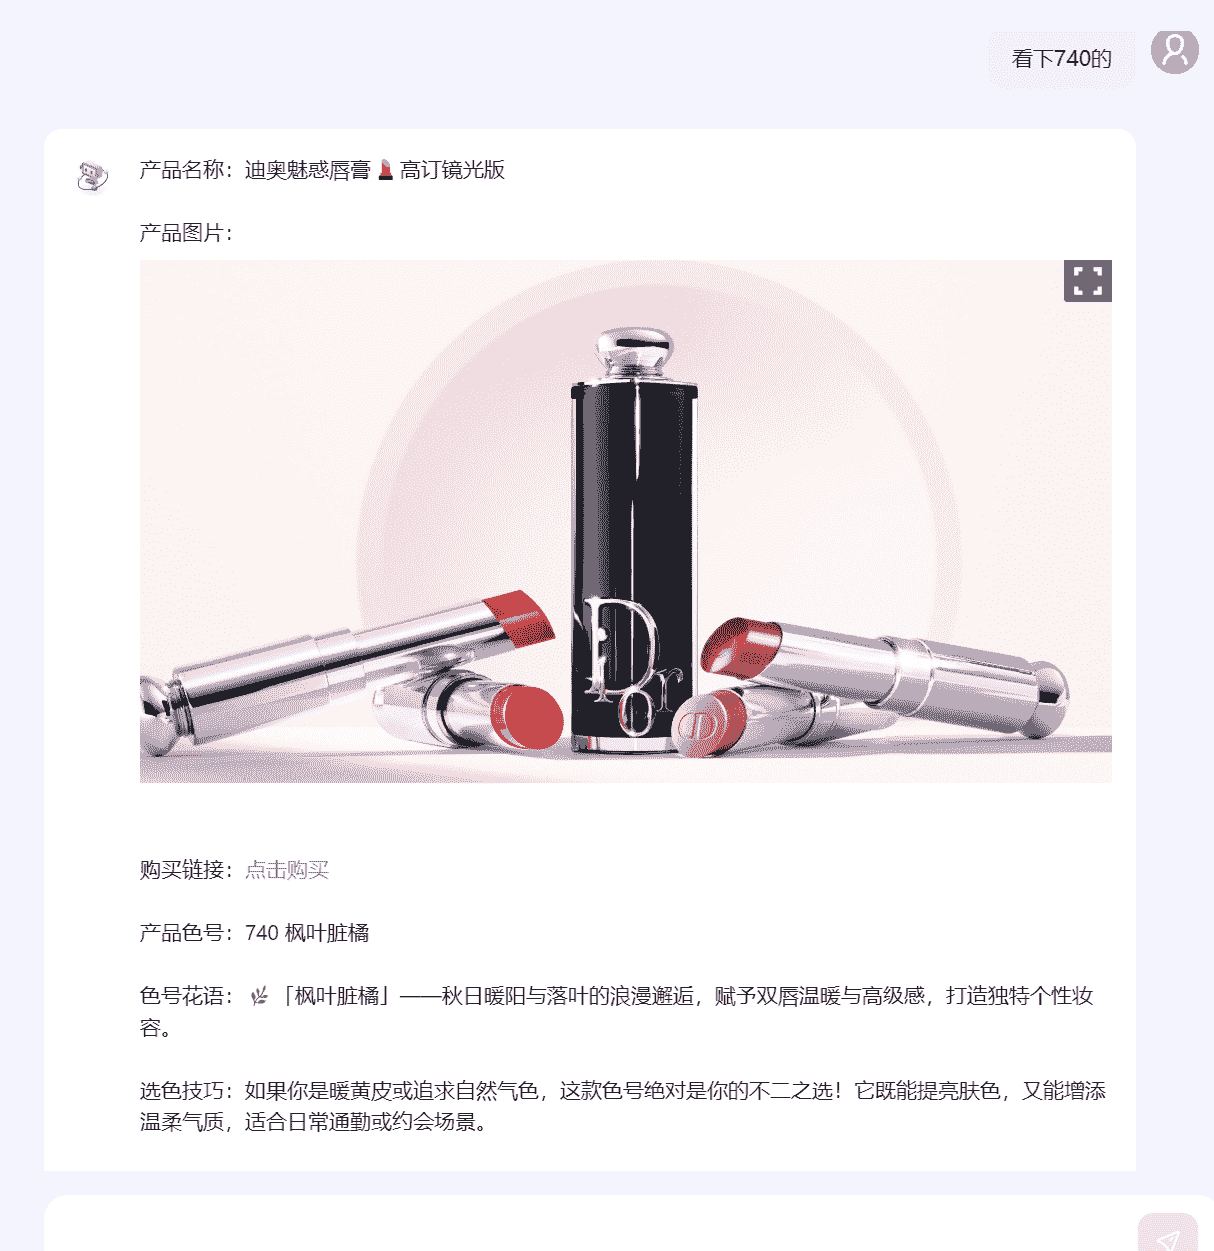 看下740的
产品名称：迪奥魅惑唇膏💄高订镜光版
产品图片：
Dior
D
购买链接：点击购买
产品色号：740 枫叶脏橘
色号花语：🌿「枫叶脏橘」——秋日暖阳与落叶的浪漫邂逅，赋予双唇温暖与高级感，打造独特个性妆
容。
选色技巧：如果你是暖黄皮或追求自然气色，这款色号绝对是你的不二之选！它既能提亮肤色，又能增添
温柔气质，适合日常通勤或约会场景。